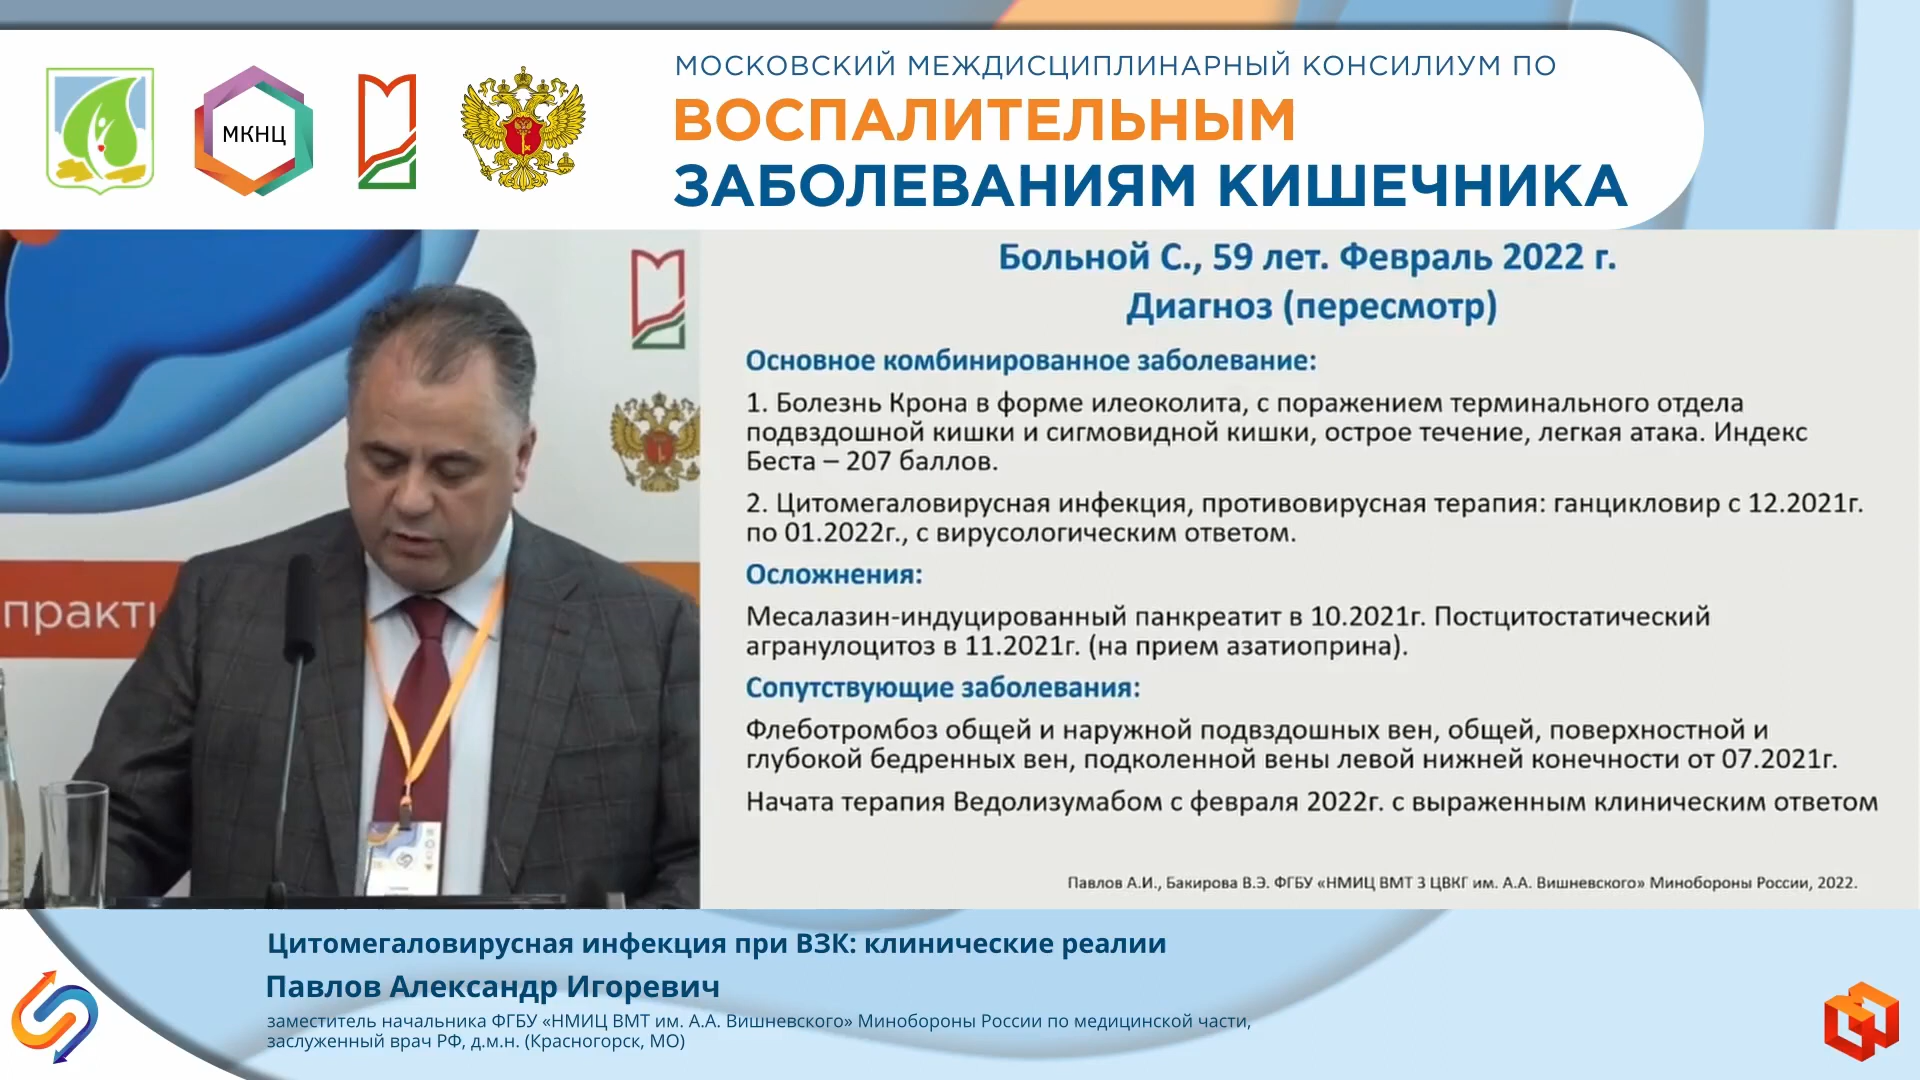 МКНЦ
МОСКОВСКИЙ МЕЖДИСЦИПЛИНАРНЫЙ КОНСИЛИУМ ПО
ВОСПАЛИТЕЛЬНЫМ
ЗАБОЛЕВАНИЯМ КИШЕЧНИКА
практи
Больной С., 59 лет. Февраль 2022 г.
Диагноз (пересмотр)
Основное комбинированное заболевание:
1. Болезнь Крона в форме илеоколита, с поражением терминального отдела
подвздошной кишки и сигмовидной кишки, острое течение, легкая атака. Индекс
Беста – 207 баллов.
2. Цитомегаловирусная инфекция, противовирусная терапия: ганцикловир с 12.2021г.
по 01.2022г., с вирусологическим ответом.
Осложнения:
Месалазин-индуцированный панкреатит в 10.2021г. Постцитостатический
агранулоцитоз в 11.2021г. (на прием азатиоприна).
Сопутствующие заболевания:
Флеботромбоз общей и наружной подвздошных вен, общей, поверхностной и
глубокой бедренных вен, подколенной вены левой нижней конечности от 07.2021г.
Начата терапия Ведолизумабом с февраля 2022г. с выраженным клиническим ответом
Павлов А.И., Бакирова В.Э. ФГБУ «НМИЦ ВМТ 3 ЦВКГ им. А.А. Вишневского» Минобороны России, 2022.
Цитомегаловирусная инфекция при ВЗК: клинические реалии
Павлов Александр Игоревич
заместитель начальника ФГБУ «НМИЦ ВМТ им. А.А. Вишневского» Минобороны России по медицинской части,
заслуженный врач РФ, д.м.н. (Красногорск, МО)